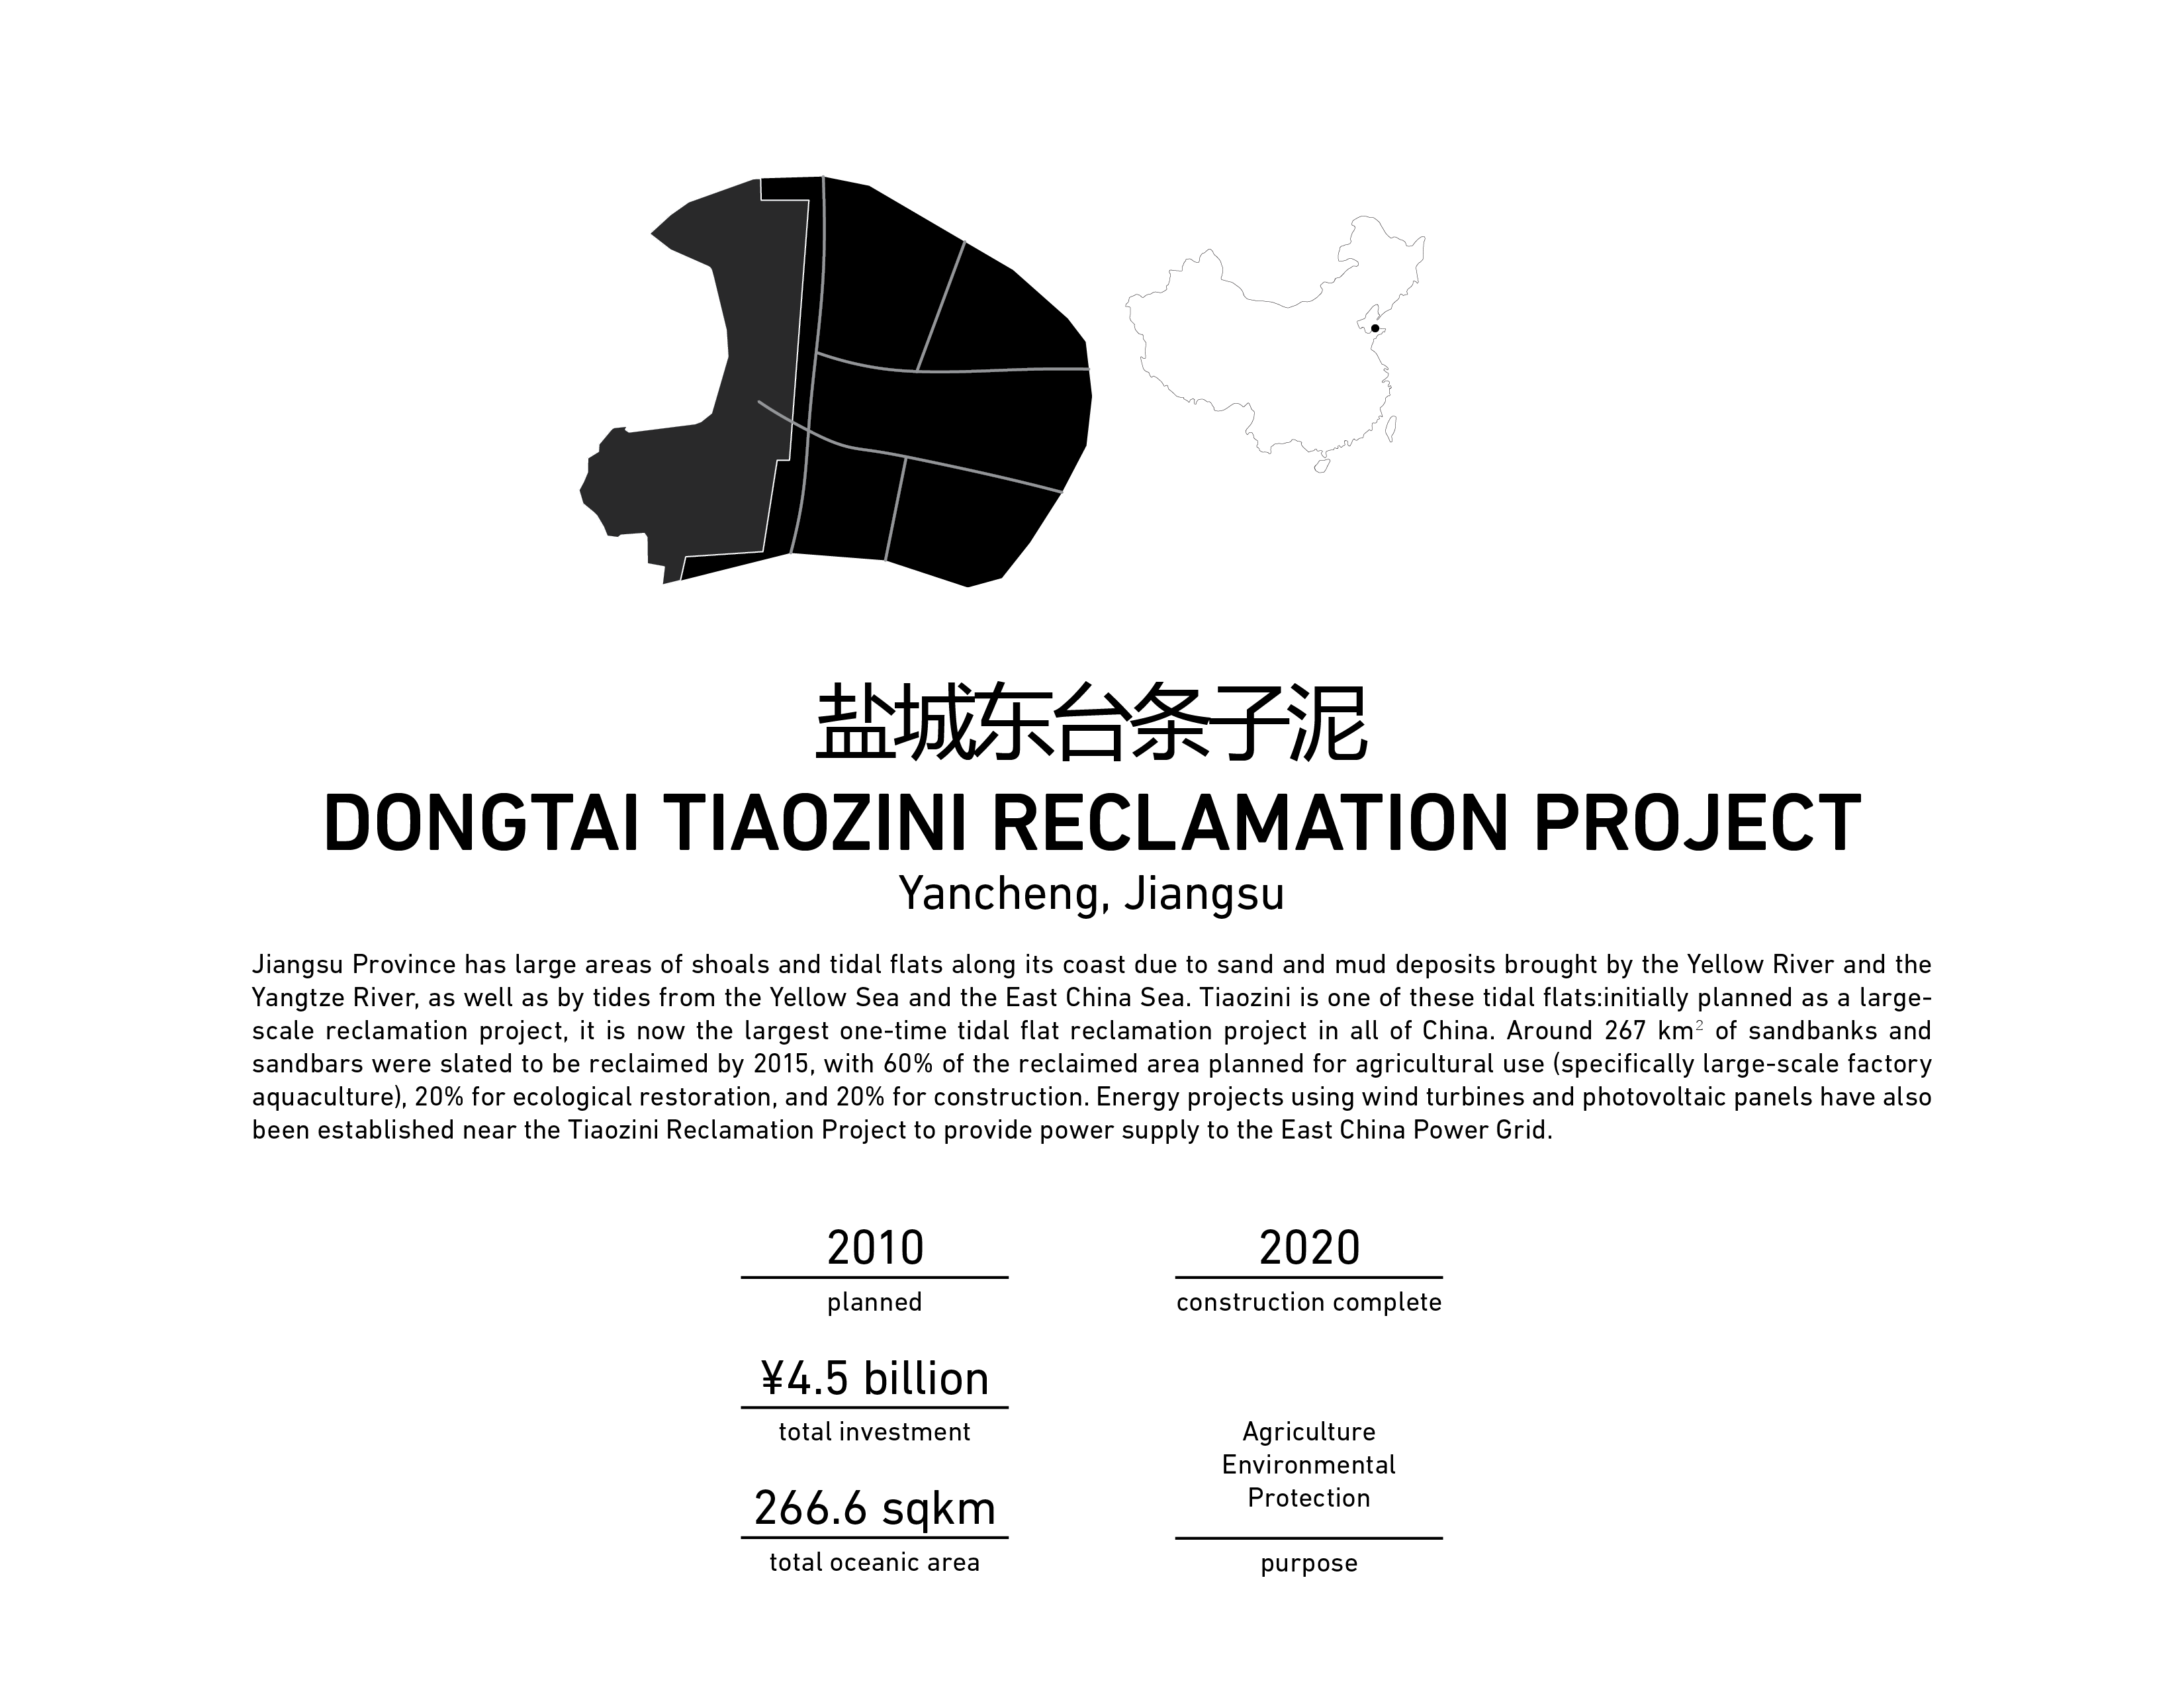 盐城东台条子泥
DONGTAI TIAOZINI RECLAMATION PROJECT
Yancheng, Jiangsu
Jiangsu Province has large areas of shoals and tidal flats along its coast due to sand and mud deposits brought by the Yellow River and the
Yangtze River, as well as by tides from the Yellow Sea and the East China Sea. Tiaozini is one of these tidal flats:initially planned as a large-
scale reclamation project, it is now the largest one-time tidal flat reclamation project in all of China. Around 267 km² of sandbanks and
sandbars were slated to be reclaimed by 2015, with 60% of the reclaimed area planned for agricultural use (specifically large-scale factory
aquaculture), 20% for ecological restoration, and 20% for construction. Energy projects using wind turbines and photovoltaic panels have also
been established near the Tiaozini Reclamation Project to provide power supply to the East China Power Grid.
2010
planned
2020
construction complete
¥4.5 billion
total investment
266.6 sqkm
total oceanic area
Agriculture
Environmental
Protection
purpose